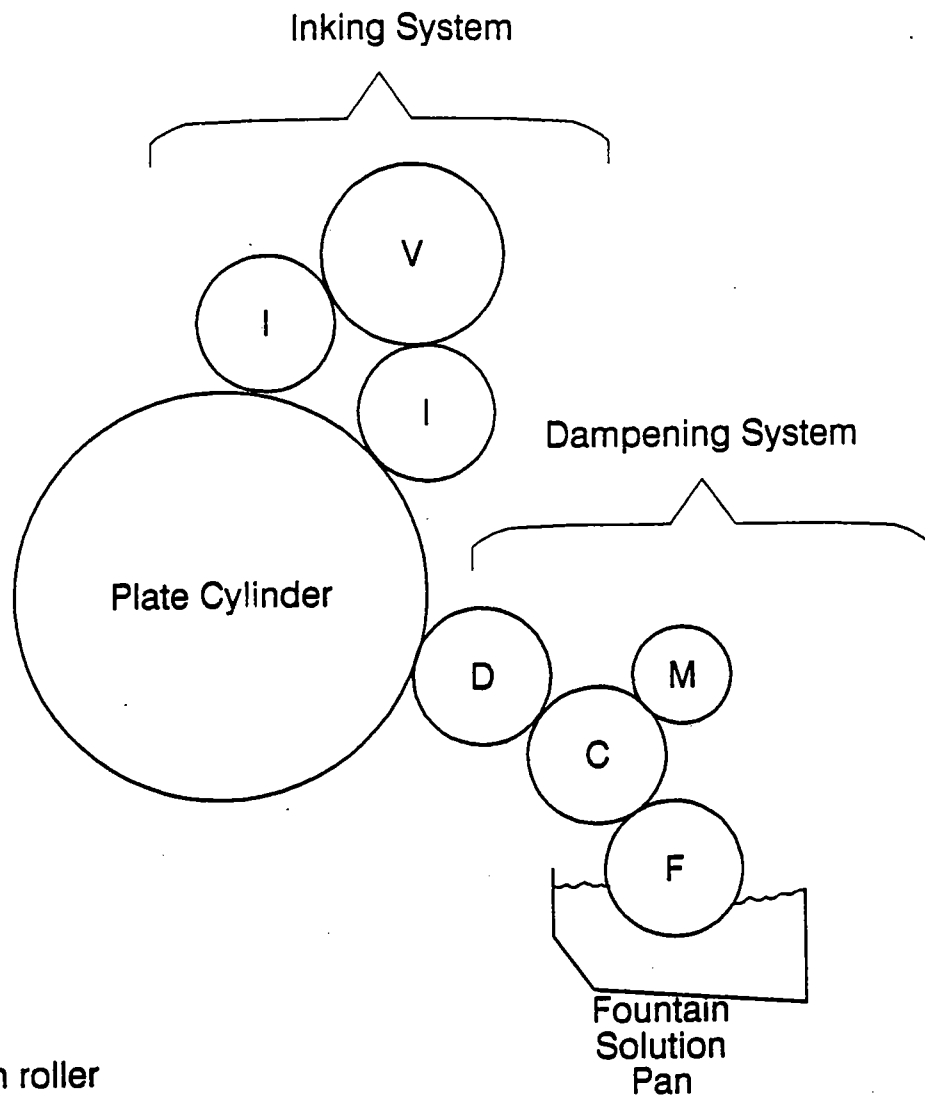 Inking System
V
I
I
Dampening System
Plate Cylinder
D
M
C
F
Fountain
Solution
Pan
roller